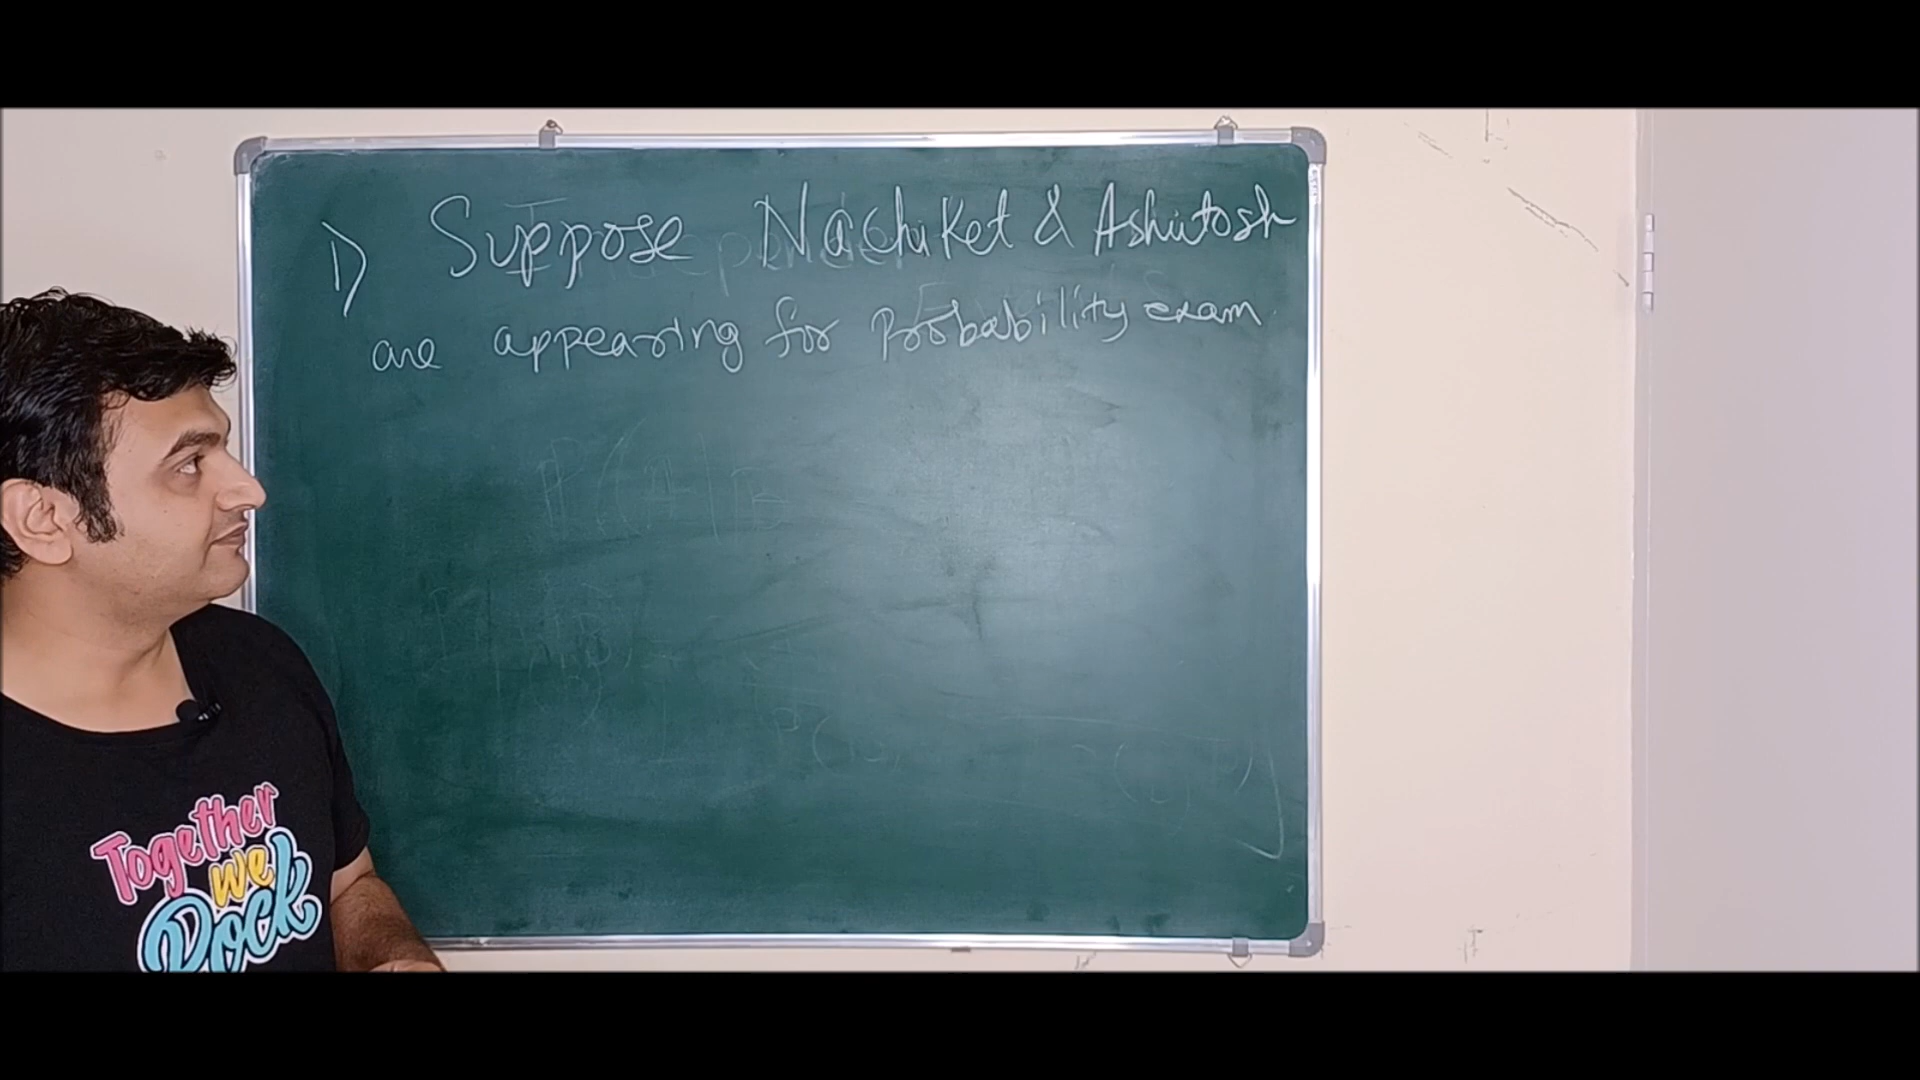 1) Suppose Nachiket & Ashutosh
are appearing for Probability exam
Together
we
Rock